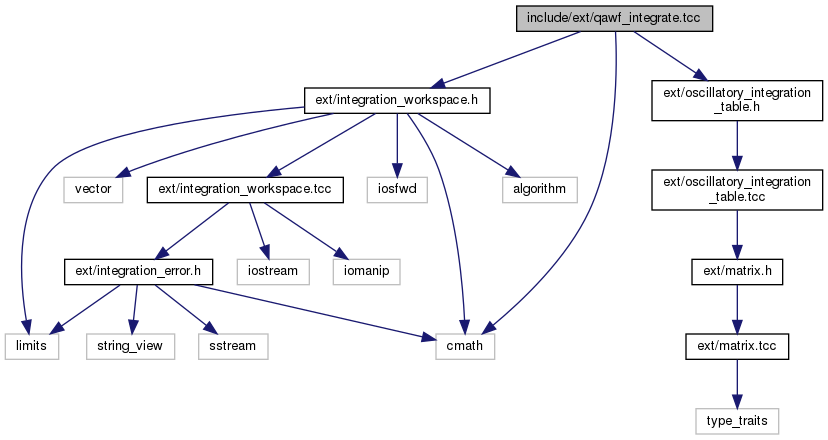 include/ext/qawf_integrate.tcc
ext/integration_workspace.h
ext/oscillatory_integration
_table.h
vector
ext/integration_workspace.tcc
iosfwd
algorithm
ext/oscillatory_integration
_table.tcc
ext/integration_error.h
iostream
iomanip
ext/matrix.h
limits
string_view
sstream
cmath
ext/matrix.tcc
type_traits